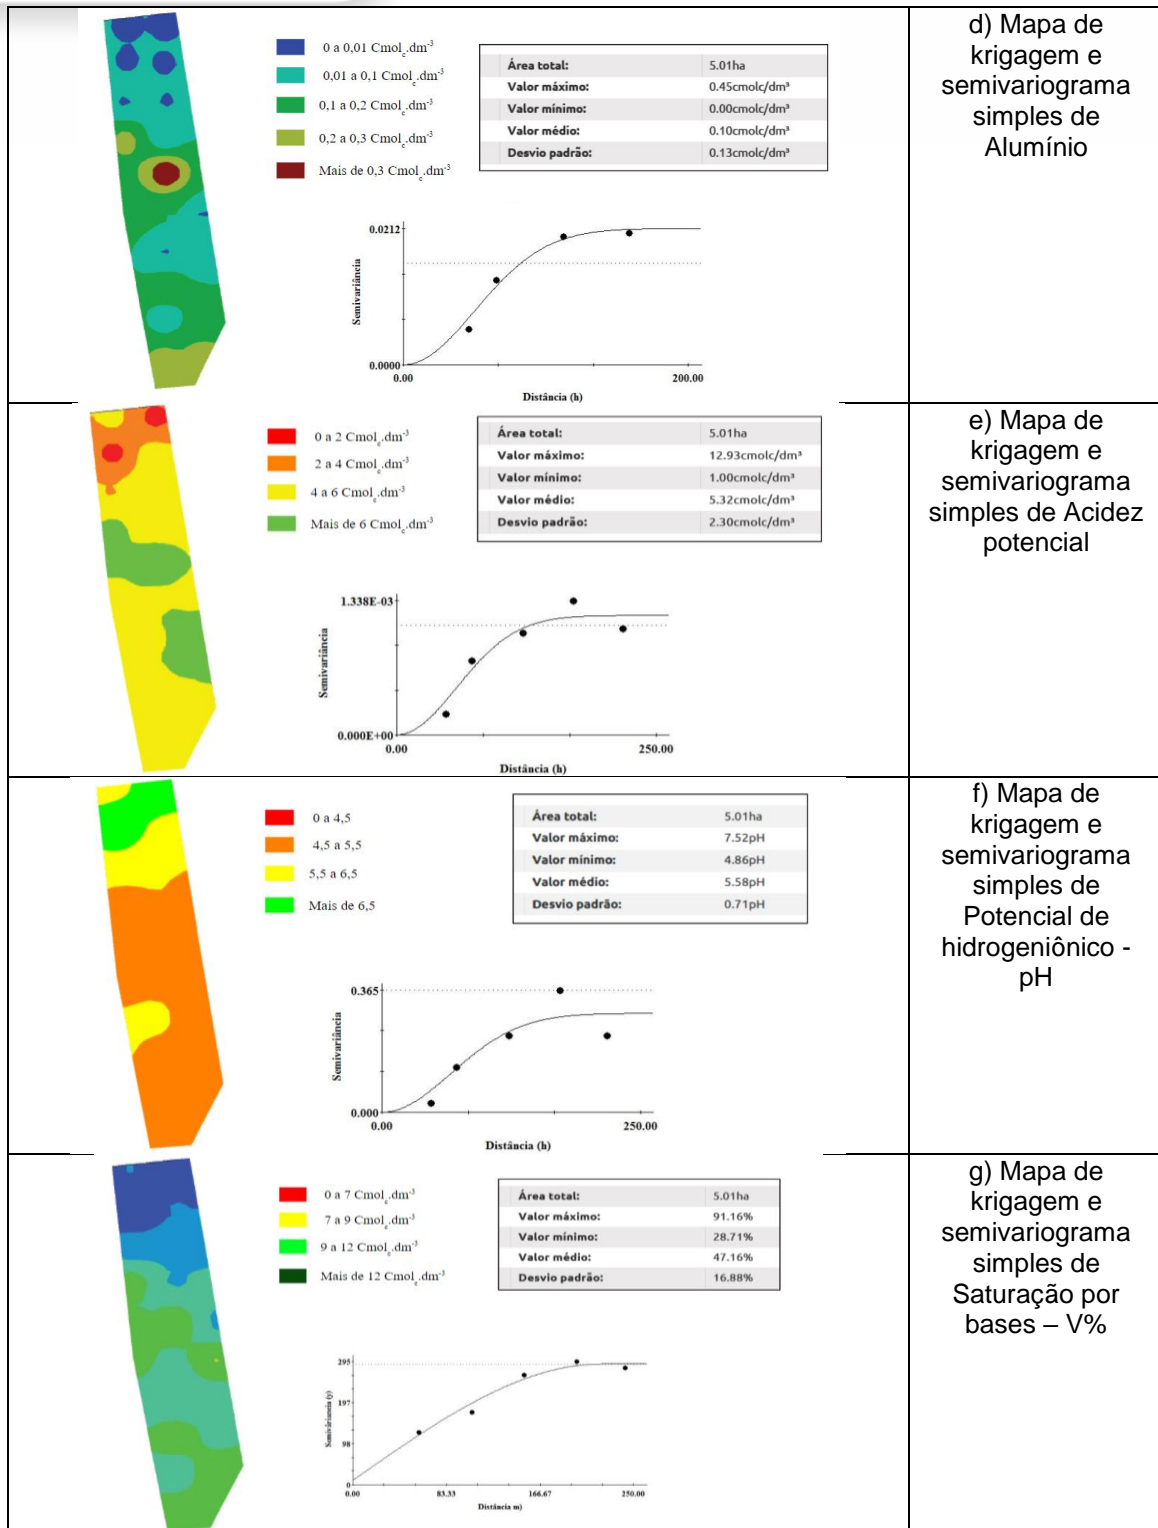 0 a 0,01 Cmolc.dm-3
0,01 a 0,1 Cmolc.dm-3
0,1 a 0,2 Cmolc.dm-3
0,2 a 0,3 Cmolc.dm-3
Mais de 0,3 Cmolc.dm-3
Área total: 5.01ha
Valor máximo: 0.45cmolc/dm³
Valor mínimo: 0.00cmolc/dm³
Valor médio: 0.10cmolc/dm³
Desvio padrão: 0.13cmolc/dm³
0.0212
Semivariância
0.0000
0.00 200.00
Distância (h)
d) Mapa de
krigagem e
semivariograma
simples de
Alumínio
0 a 2 Cmolc.dm-3
2 a 4 Cmolc.dm-3
4 a 6 Cmolc.dm-3
Mais de 6 Cmolc.dm-3
Área total: 5.01ha
Valor máximo: 12.93cmolc/dm³
Valor mínimo: 1.00cmolc/dm³
Valor médio: 5.32cmolc/dm³
Desvio padrão: 2.30cmolc/dm³
1.338E-03
Semivariância
0.000E+00
0.00 250.00
Distância (h)
e) Mapa de
krigagem e
semivariograma
simples de Acidez
potencial
0 a 4,5
4,5 a 5,5
5,5 a 6,5
Mais de 6,5
Área total: 5.01ha
Valor máximo: 7.52pH
Valor mínimo: 4.86pH
Valor médio: 5.58pH
Desvio padrão: 0.71pH
0.365
Semivariância
0.000
0.00 250.00
Distância (h)
f) Mapa de
krigagem e
semivariograma
simples de
Potencial de
hidrogeniônico -
pH
0 a 7 Cmolc.dm-3
7 a 9 Cmolc.dm-3
9 a 12 Cmolc.dm-3
Mais de 12 Cmolc.dm-3
Área total: 5.01ha
Valor máximo: 91.16%
Valor mínimo: 28.71%
Valor médio: 47.16%
Desvio padrão: 16.88%
295
197
98
0
Semivariancia (γ)
0.00 83.33 166.67 250.00
Distância m)
g) Mapa de
krigagem e
semivariograma
simples de
Saturação por
bases – V%